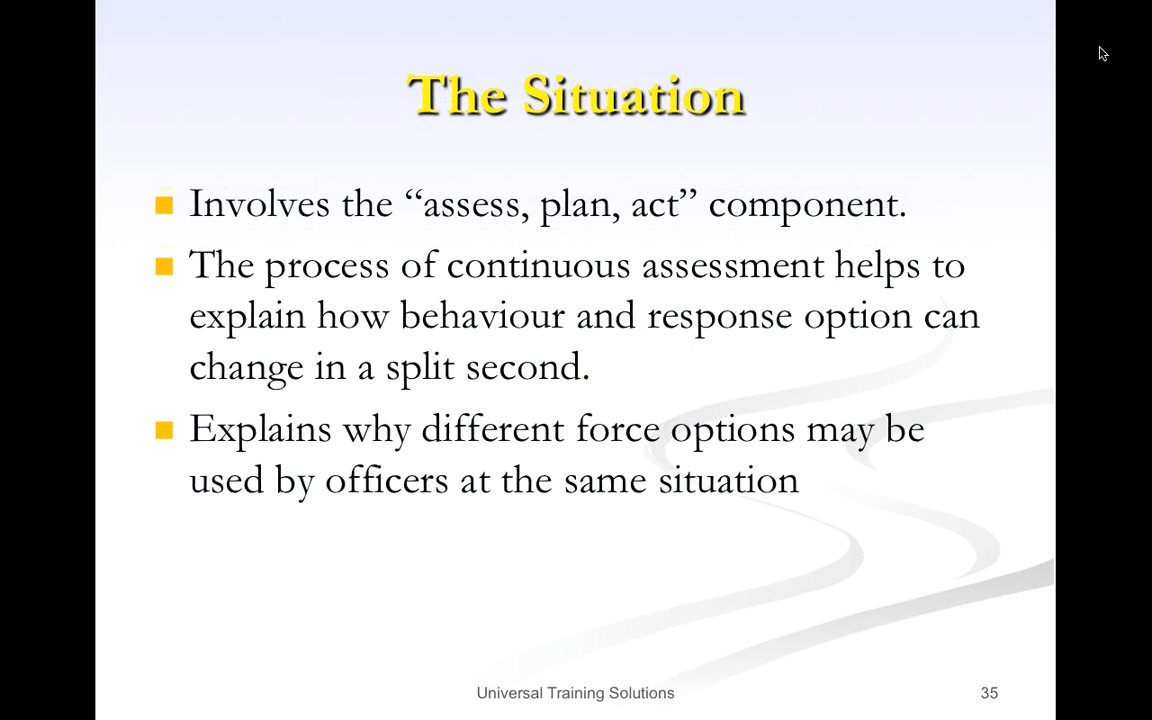 The Situation
Involves the “assess, plan, act” component.
The process of continuous assessment helps to
explain how behaviour and response option can
change in a split second.
Explains why different force options may be
used by officers at the same situation
Universal Training Solutions
35